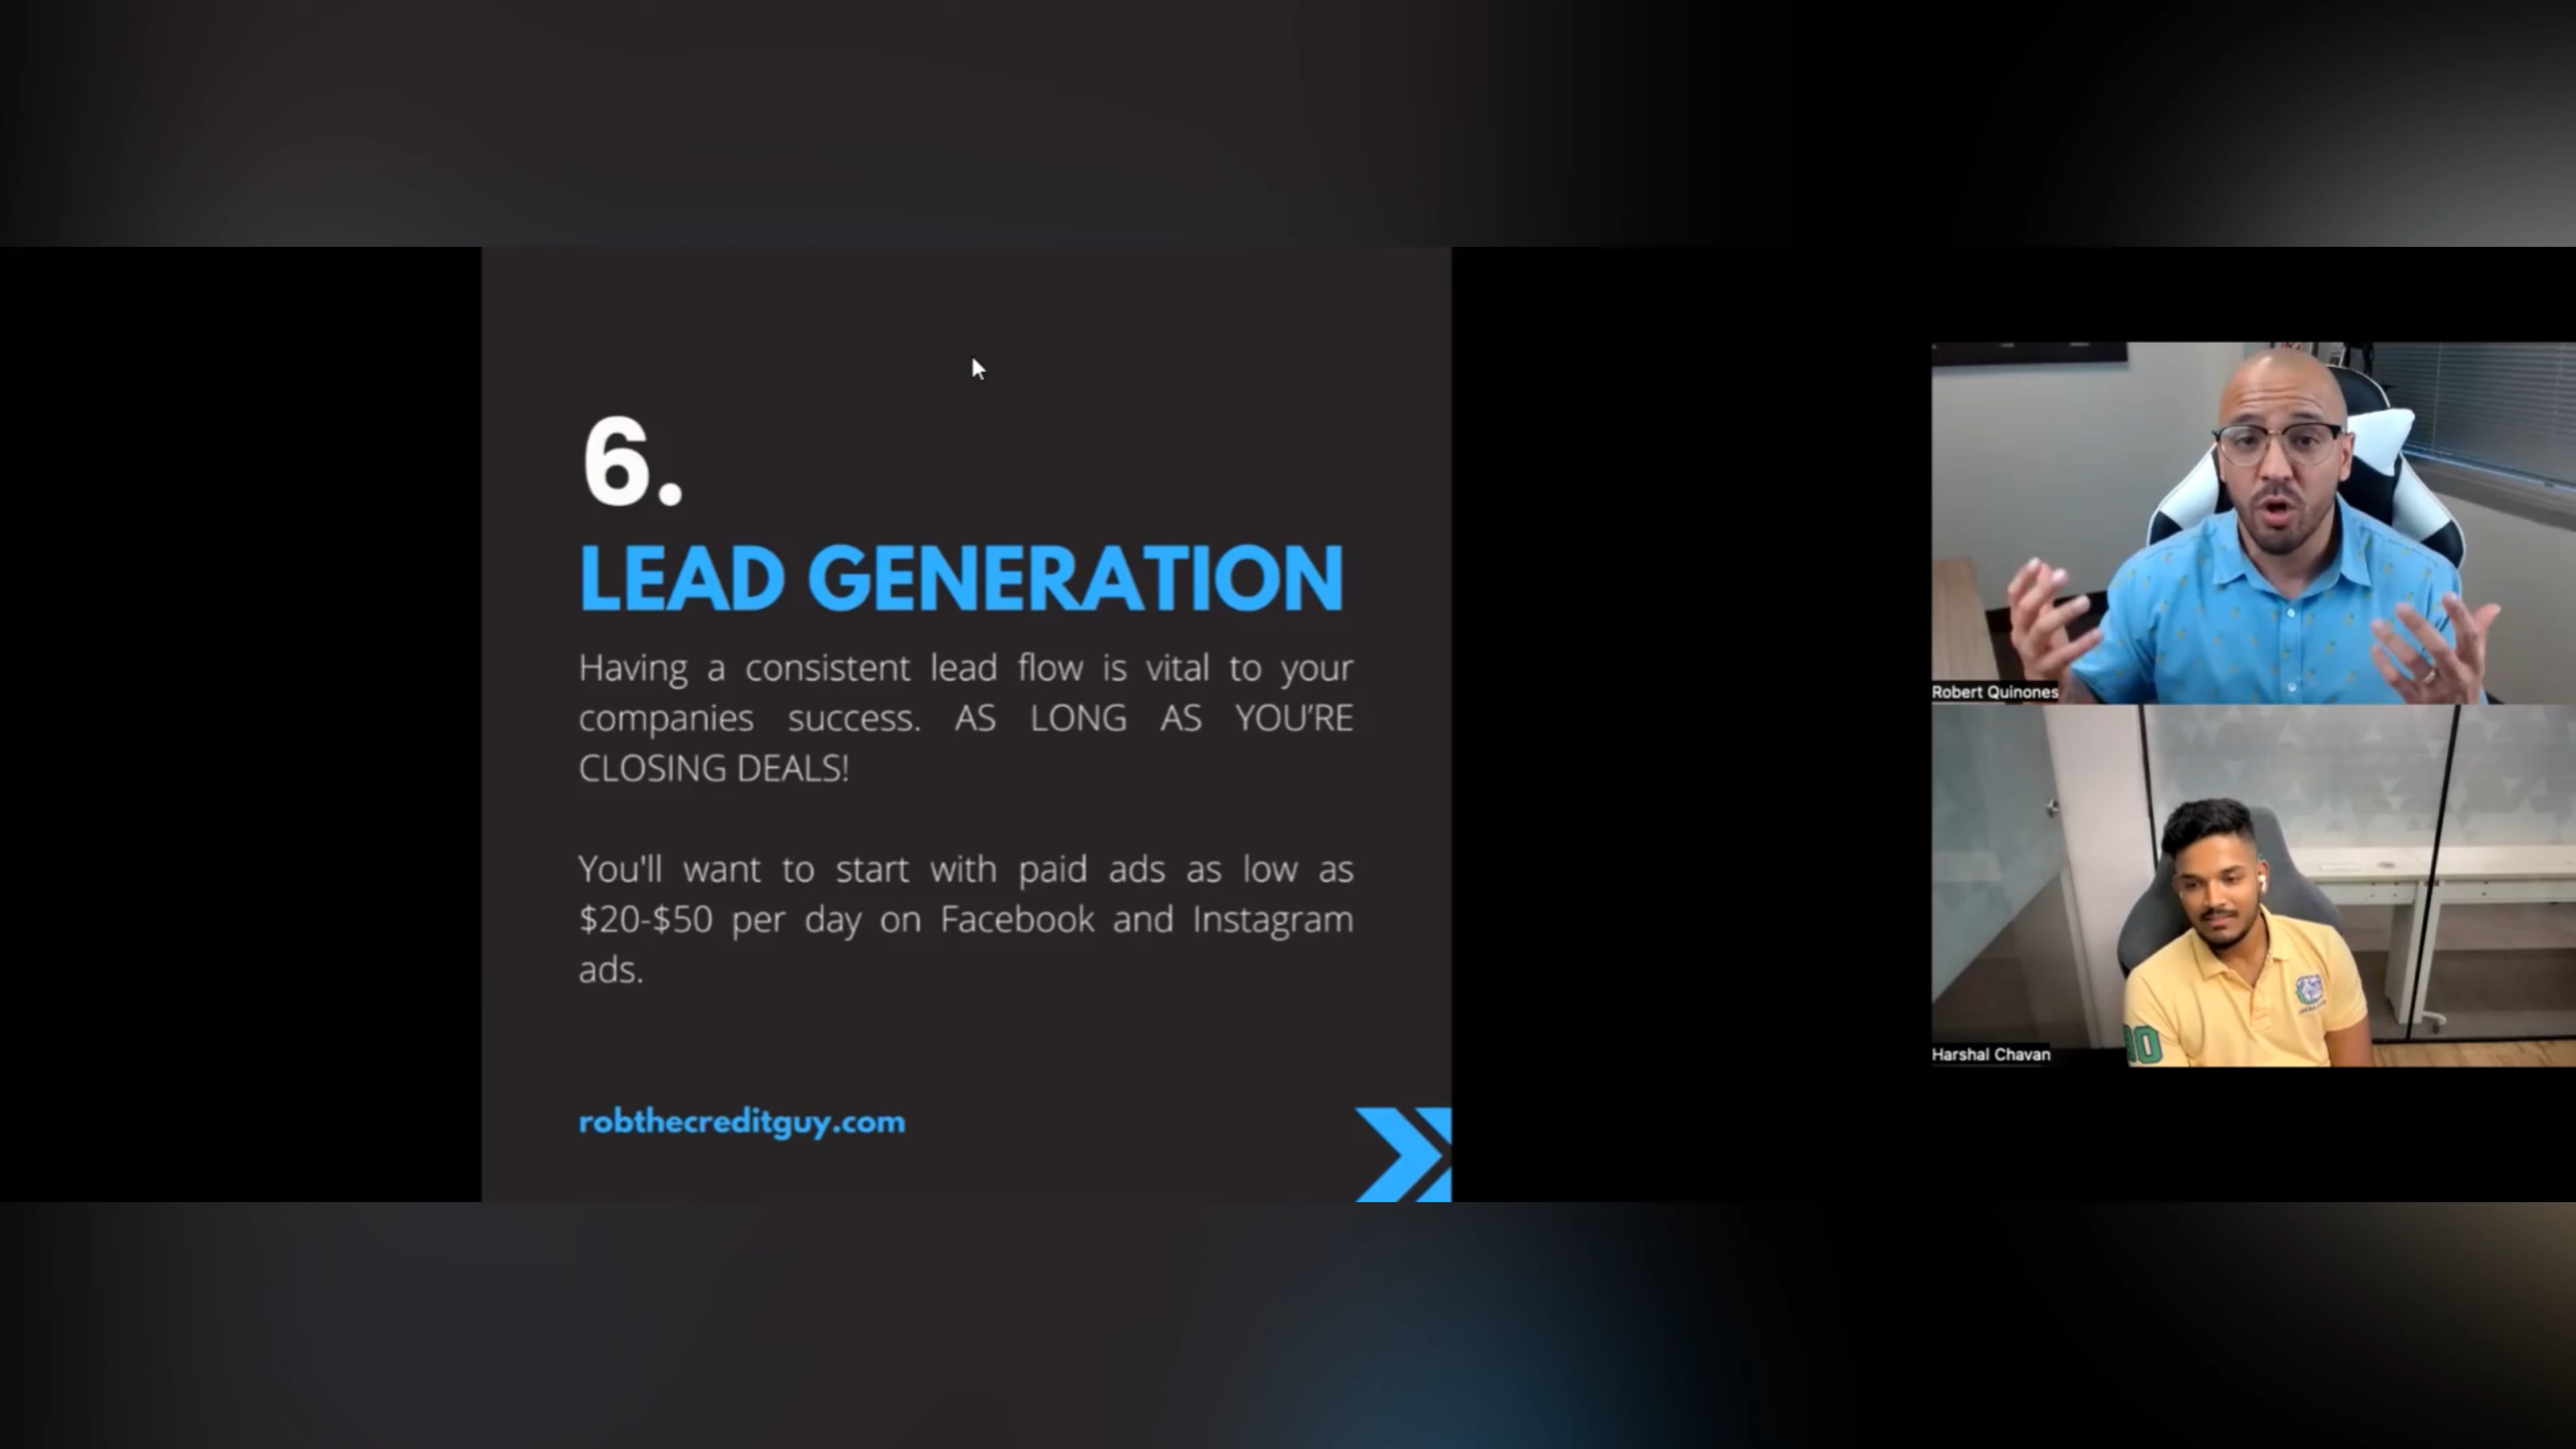 6.
LEAD GENERATION
Having a consistent lead flow is vital to your
companies success. AS LONG AS YOU’RE
CLOSING DEALS!
You'll want to start with paid ads as low as
$20-$50 per day on Facebook and Instagram
ads.
robthecreditguy.com
Robert Quinones
Harshal Chavan